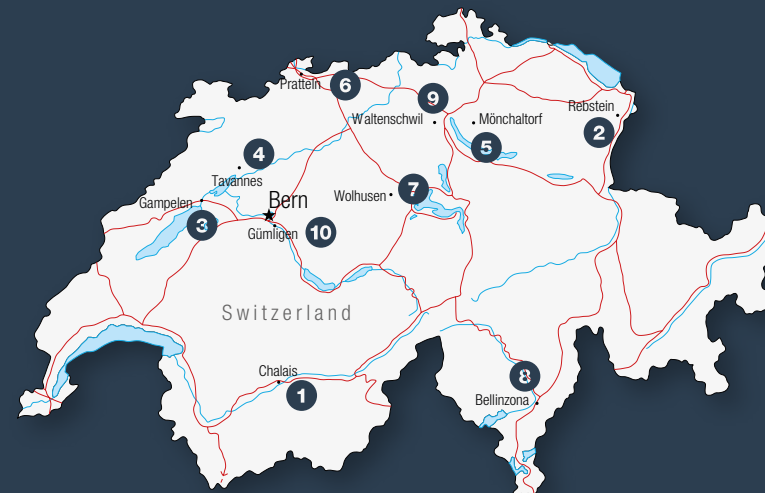 Pratteln
6
9
Waltenschwil
Mönchaltorf
Rebstein
2
5
4
Tavannes
Gampelen
Bern
Wolhusen
7
3
Gümligen
10
Switzerland
Chalais
1
8
Bellinzona